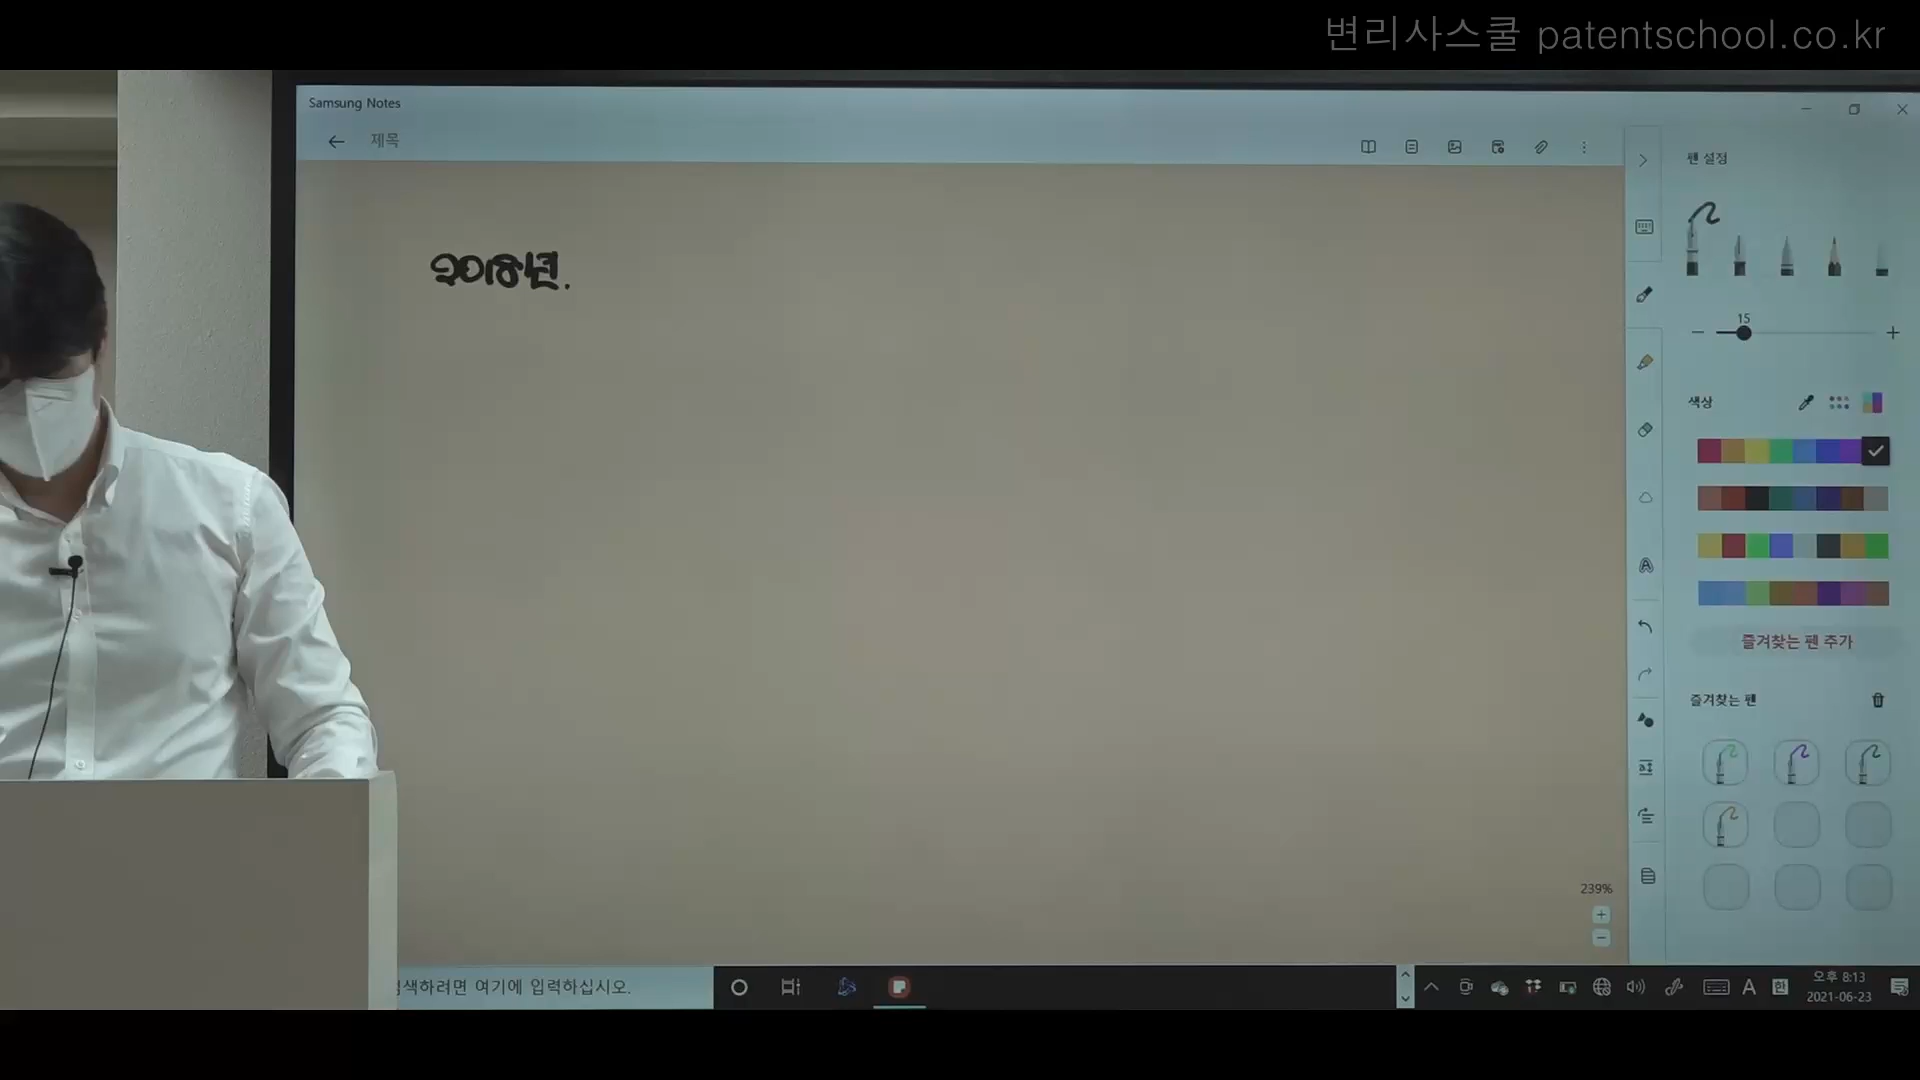 변리사스쿨 patentschool.co.kr
Samsung Notes
제목
펜 설정
2018년.
15
색상
즐겨찾는 펜 추가
즐겨찾는 펜
239%
검색하려면 여기에 입력하십시오.
A 한
오후 8:13
2021-06-23